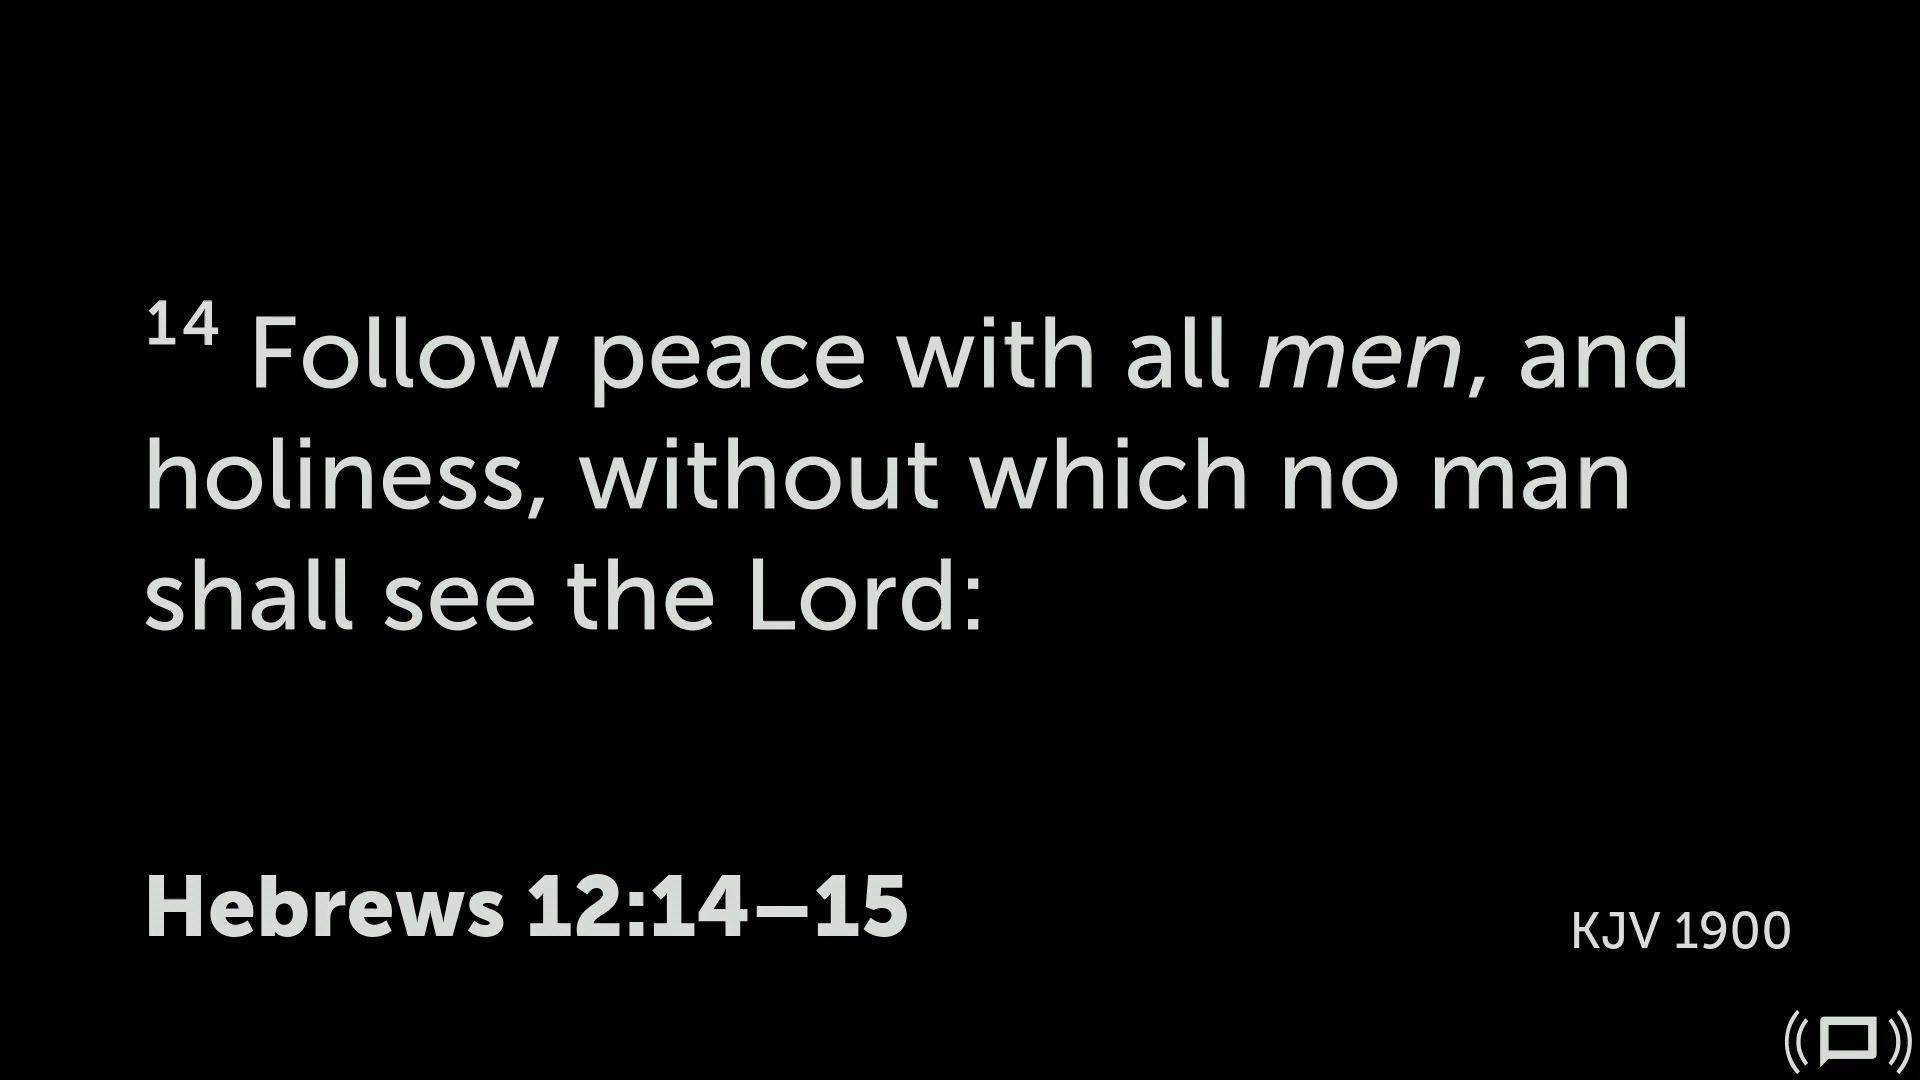 14 Follow peace with all men, and
holiness, without which no man
shall see the Lord:
Hebrews 12:14–15
KJV 1900